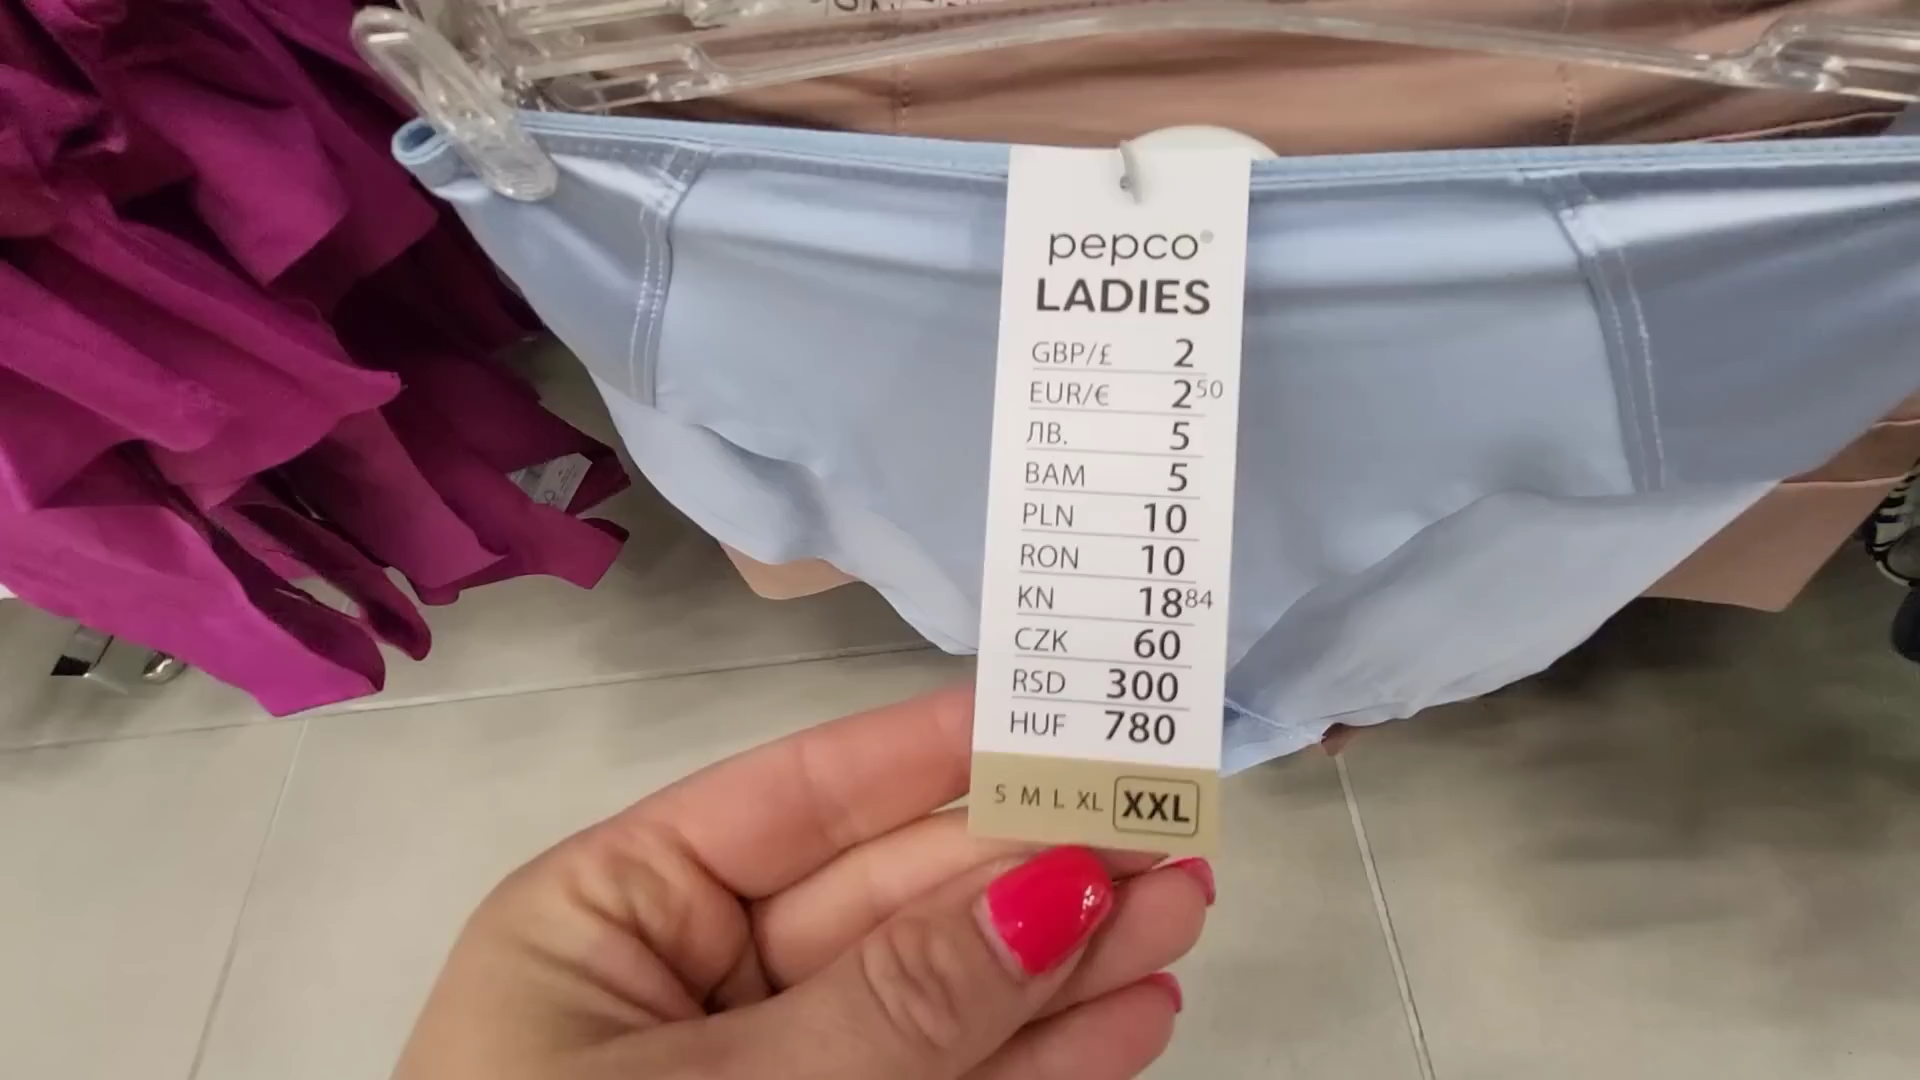 pepco®
LADIES
GBP/£ 2
EUR/€ 2⁵⁰
ЛВ. 5
BAM 5
PLN 10
RON 10
KN 18⁸⁴
CZK 60
RSD 300
HUF 780
S M L XL XXL